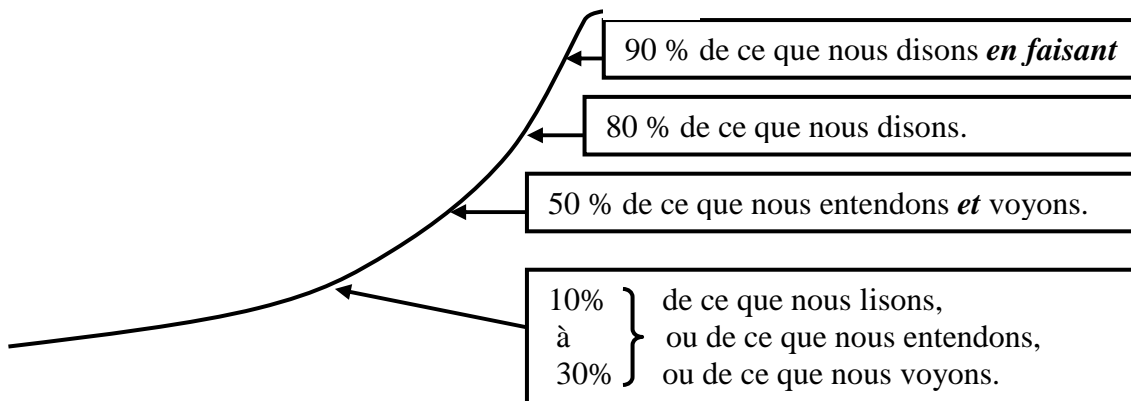 90 % de ce que nous disons en faisant
80 % de ce que nous disons.
50 % de ce que nous entendons et voyons.
10% de ce que nous lisons,
à ou de ce que nous entendons,
30% ou de ce que nous voyons.